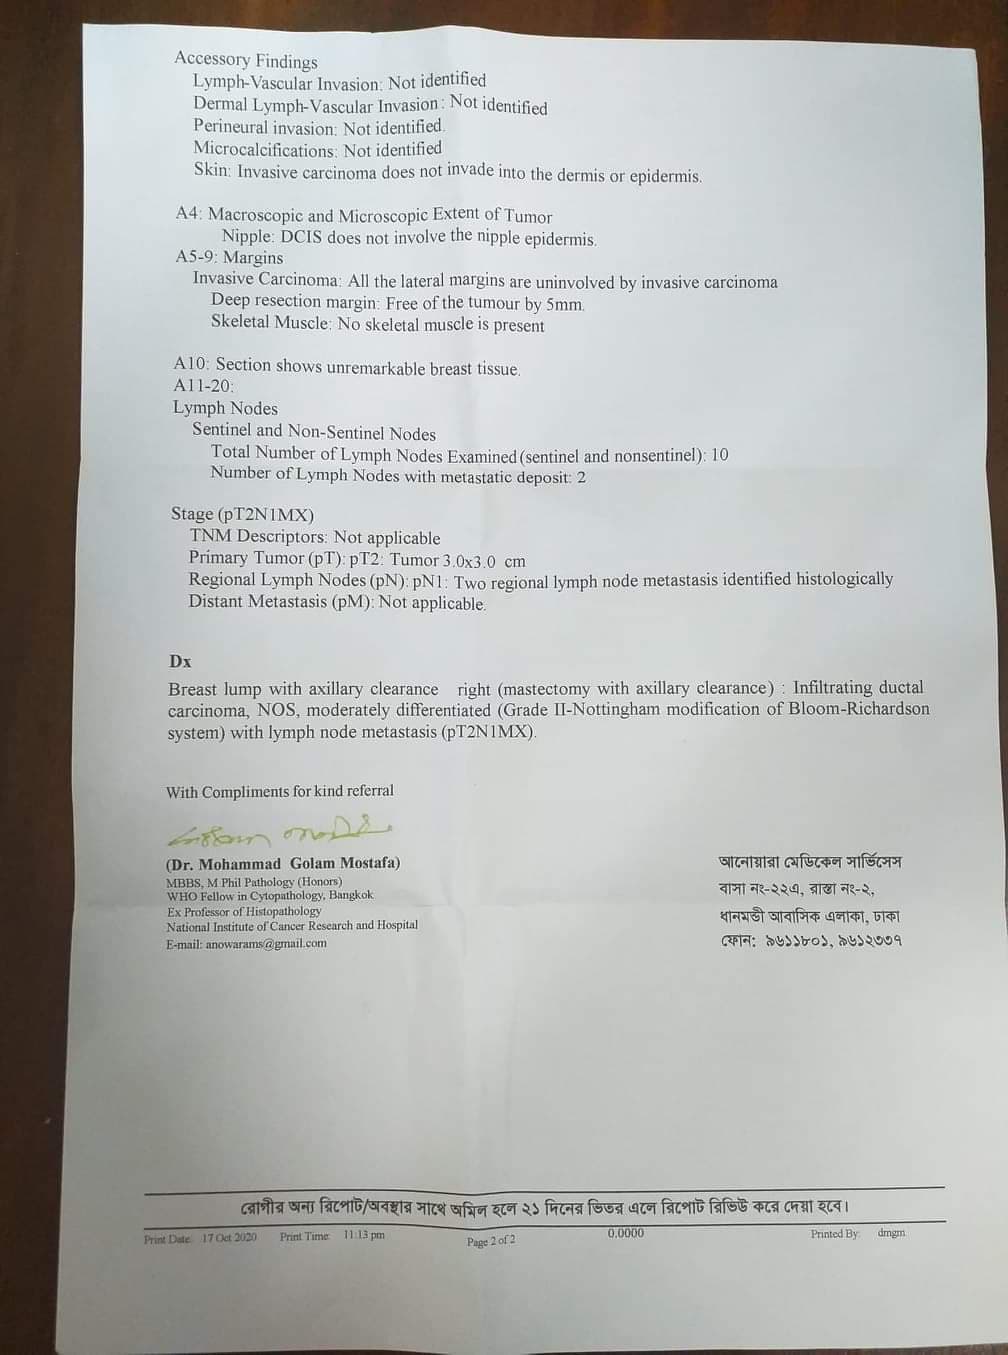 Accessory Findings
Lymph-Vascular Invasion: Not identified
Dermal Lymph-Vascular Invasion: Not identified
Perineural invasion: Not identified.
Microcalcifications: Not identified
Skin: Invasive carcinoma does not invade into the dermis or epidermis.
A4: Macroscopic and Microscopic Extent of Tumor
Nipple: DCIS does not involve the nipple epidermis.
A5-9: Margins
Invasive Carcinoma: All the lateral margins are uninvolved by invasive carcinoma
Deep resection margin: Free of the tumour by 5mm.
Skeletal Muscle: No skeletal muscle is present
A10: Section shows unremarkable breast tissue.
A11-20:
Lymph Nodes
Sentinel and Non-Sentinel Nodes
Total Number of Lymph Nodes Examined (sentinel and nonsentinel): 10
Number of Lymph Nodes with metastatic deposit: 2
Stage (pT2N1MX)
TNM Descriptors: Not applicable
Primary Tumor (pT): pT2: Tumor 3.0x3.0 cm
Regional Lymph Nodes (pN): pN1: Two regional lymph node metastasis identified histologically
Distant Metastasis (pM): Not applicable.
Dx
Breast lump with axillary clearance right (mastectomy with axillary clearance) : Infiltrating ductal
carcinoma, NOS, moderately differentiated (Grade II-Nottingham modification of Bloom-Richardson
system) with lymph node metastasis (pT2N1MX).
With Compliments for kind referral
(Dr. Mohammad Golam Mostafa)
MBBS, M Phil Pathology (Honors)
WHO Fellow in Cytopathology, Bangkok
Ex Professor of Histopathology
National Institute of Cancer Research and Hospital
E-mail: anowarams@gmail.com
আনোয়ারা মেডিকেল সার্ভিসেস
বাসা নং-২২এ, রাস্তা নং-২,
ধানমন্ডী আবাসিক এলাকা, ঢাকা
ফোন: ৯৬১১৮০১, ৯৬১২৩৩৭
রোগীর অন্য রিপোর্ট/অবস্থার সাথে অমিল হলে ২১ দিনের ভিতর এলে রিপোর্ট রিভিউ করে দেয়া হবে।
Print Date: 17 Oct 2020 Print Time: 11:13 pm Page 2 of 2 0.0000 Printed By: dmgm